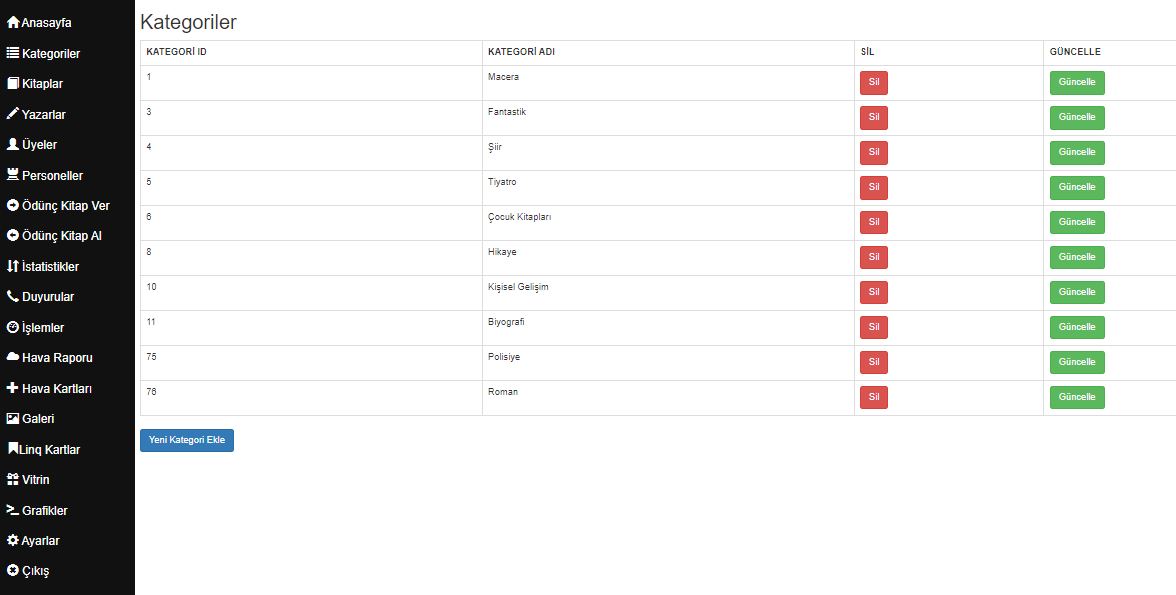 Anasayfa
Kategoriler
Kitaplar
Yazarlar
Üyeler
Personeller
Ödünç Kitap Ver
Ödünç Kitap Al
İstatistikler
Duyurular
İşlemler
Hava Raporu
Hava Kartları
Galeri
Linq Kartlar
Vitrin
Grafikler
Ayarlar
Çıkış
Kategoriler
KATEGORİ ID KATEGORİ ADI SİL GÜNCELLE
1 Macera Sil Güncelle
3 Fantastik Sil Güncelle
4 Şiir Sil Güncelle
5 Tiyatro Sil Güncelle
6 Çocuk Kitapları Sil Güncelle
8 Hikaye Sil Güncelle
10 Kişisel Gelişim Sil Güncelle
11 Biyografi Sil Güncelle
75 Polisiye Sil Güncelle
76 Roman Sil Güncelle
Yeni Kategori Ekle